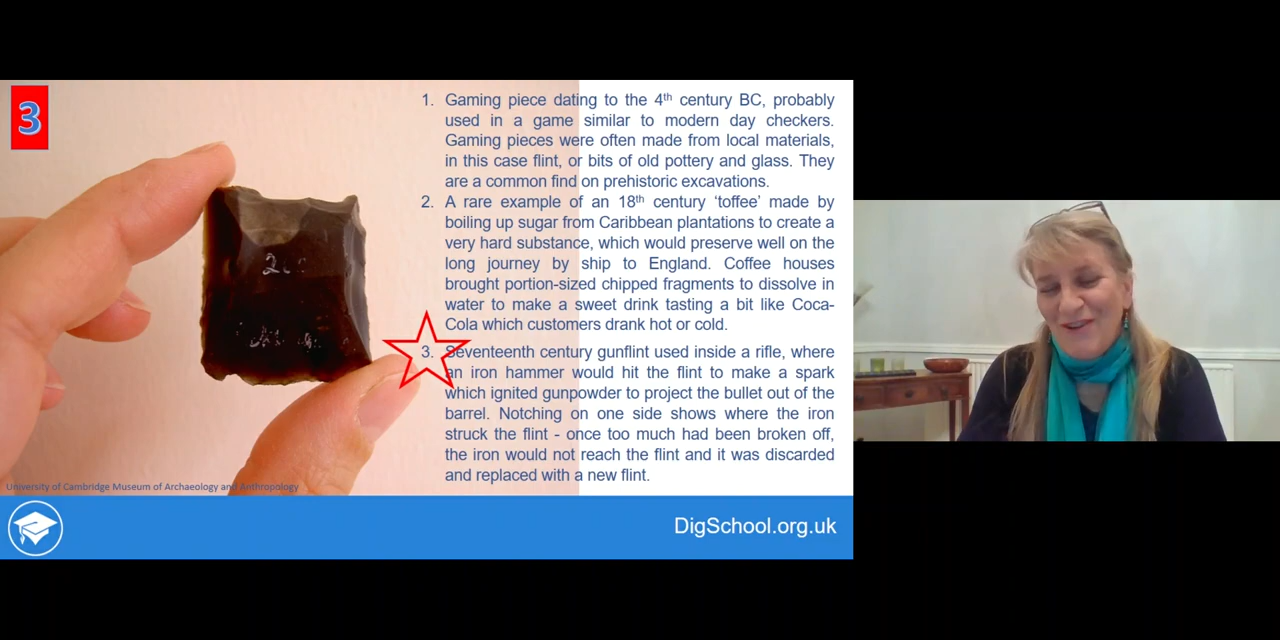 3
1. Gaming piece dating to the 4th century BC, probably
used in a game similar to modern day checkers.
Gaming pieces were often made from local materials,
in this case flint, or bits of old pottery and glass. They
are a common find on prehistoric excavations.
2. A rare example of an 18th century ‘toffee’ made by
boiling up sugar from Caribbean plantations to create a
very hard substance, which would preserve well on the
long journey by ship to England. Coffee houses
brought portion-sized chipped fragments to dissolve in
water to make a sweet drink tasting a bit like Coca-
Cola which customers drank hot or cold.
3. Seventeenth century gunflint used inside a rifle, where
an iron hammer would hit the flint to make a spark
which ignited gunpowder to project the bullet out of the
barrel. Notching on one side shows where the iron
struck the flint - once too much had been broken off,
the iron would not reach the flint and it was discarded
and replaced with a new flint.
University of Cambridge Museum of Archaeology and Anthropology
DigSchool.org.uk